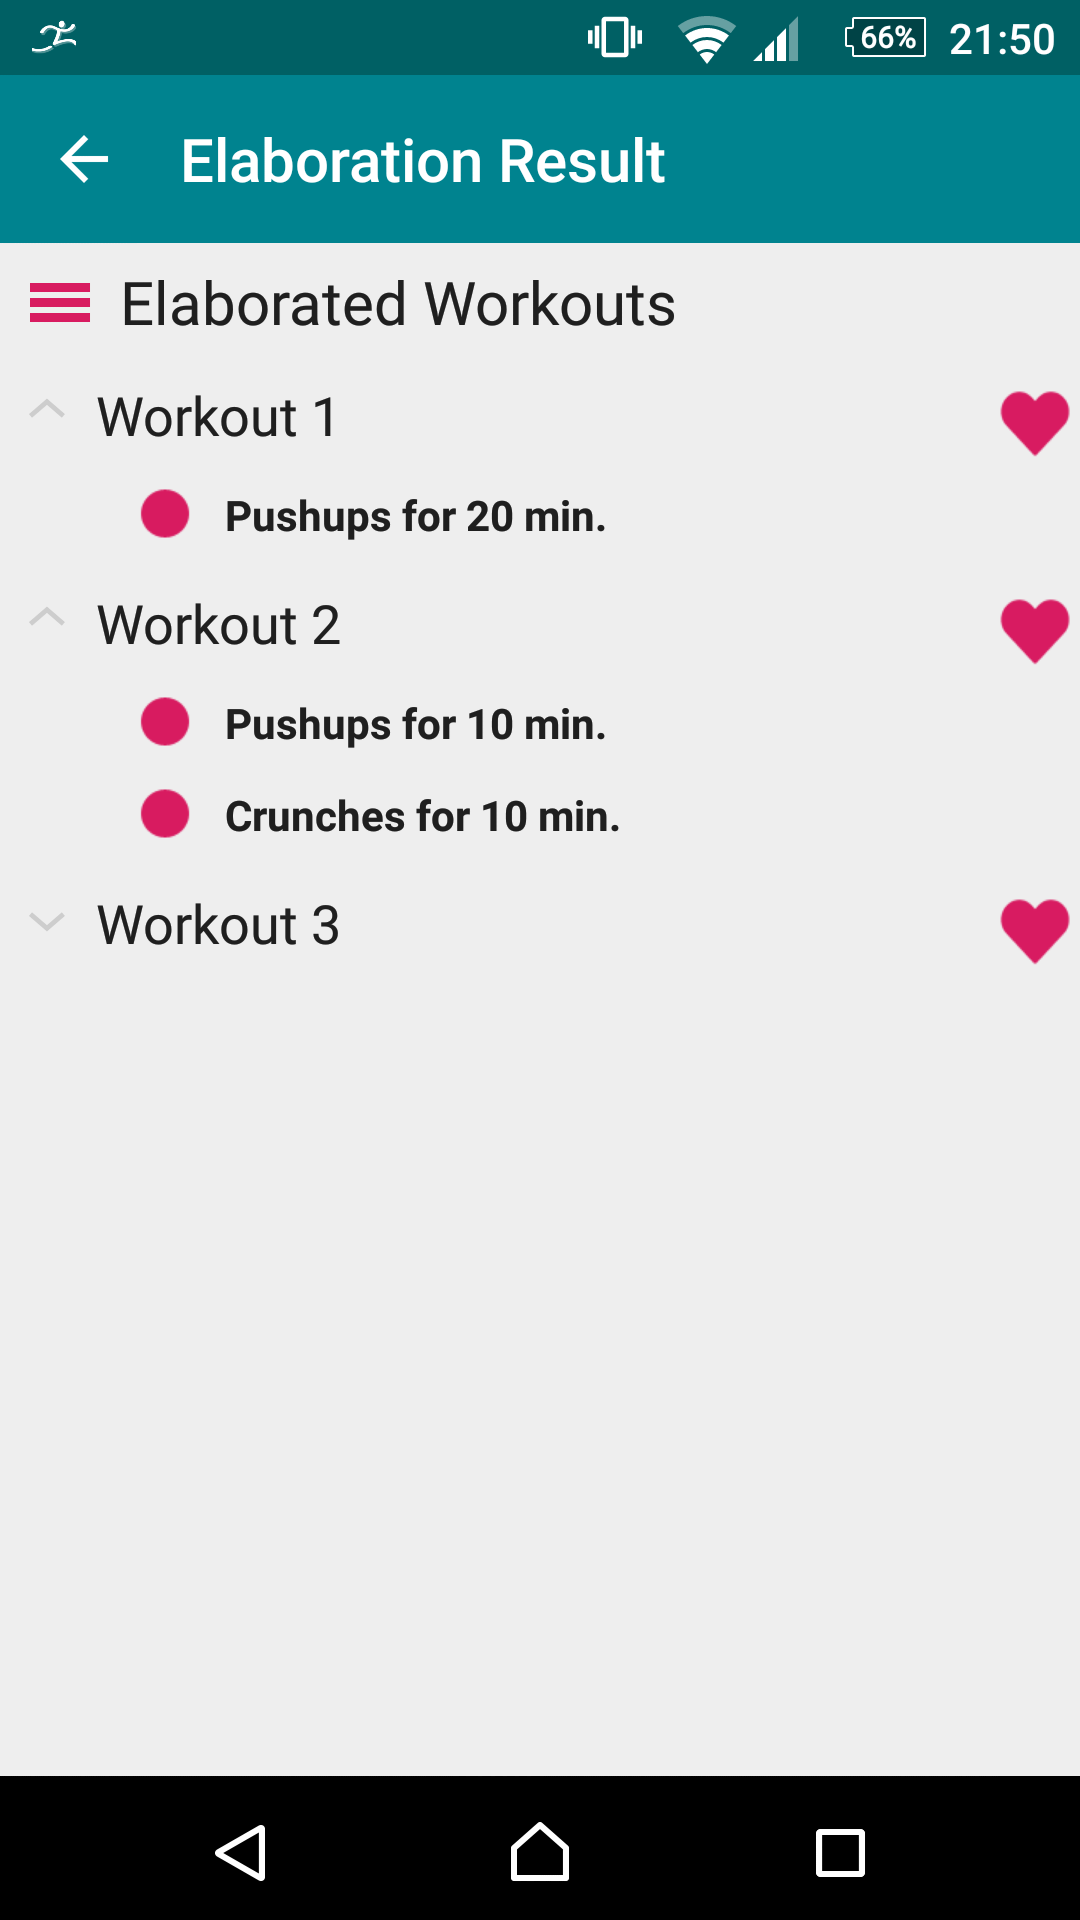 66% 21:50
Elaboration Result
Elaborated Workouts
Workout 1
Pushups for 20 min.
Workout 2
Pushups for 10 min.
Crunches for 10 min.
Workout 3